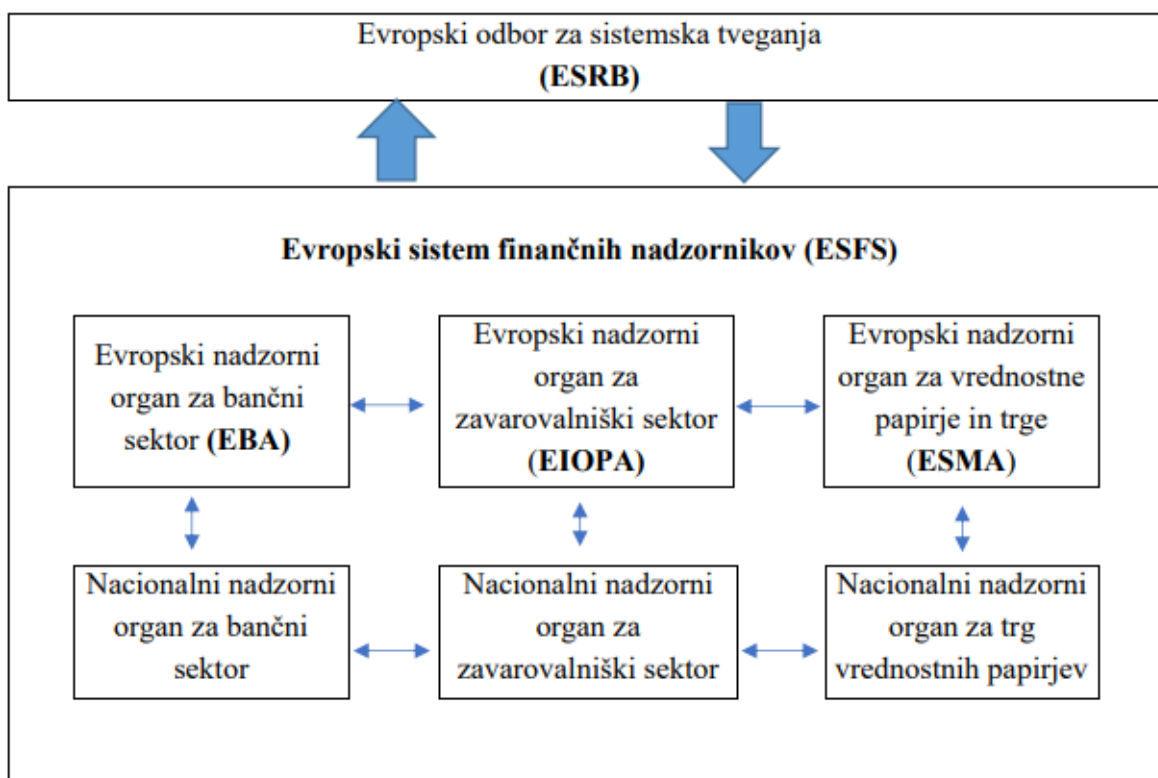 Evropski odbor za sistemska tveganja
(ESRB)
Evropski sistem finančnih nadzornikov (ESFS)
Evropski nadzorni
organ za bančni
sektor (EBA)
Evropski nadzorni
organ za
zavarovalniški sektor
(EIOPA)
Evropski nadzorni
organ za vrednostne
papirje in trge
(ESMA)
Nacionalni nadzorni
organ za bančni
sektor
Nacionalni nadzorni
organ za
zavarovalniški sektor
Nacionalni nadzorni
organ za trg
vrednostnih papirjev